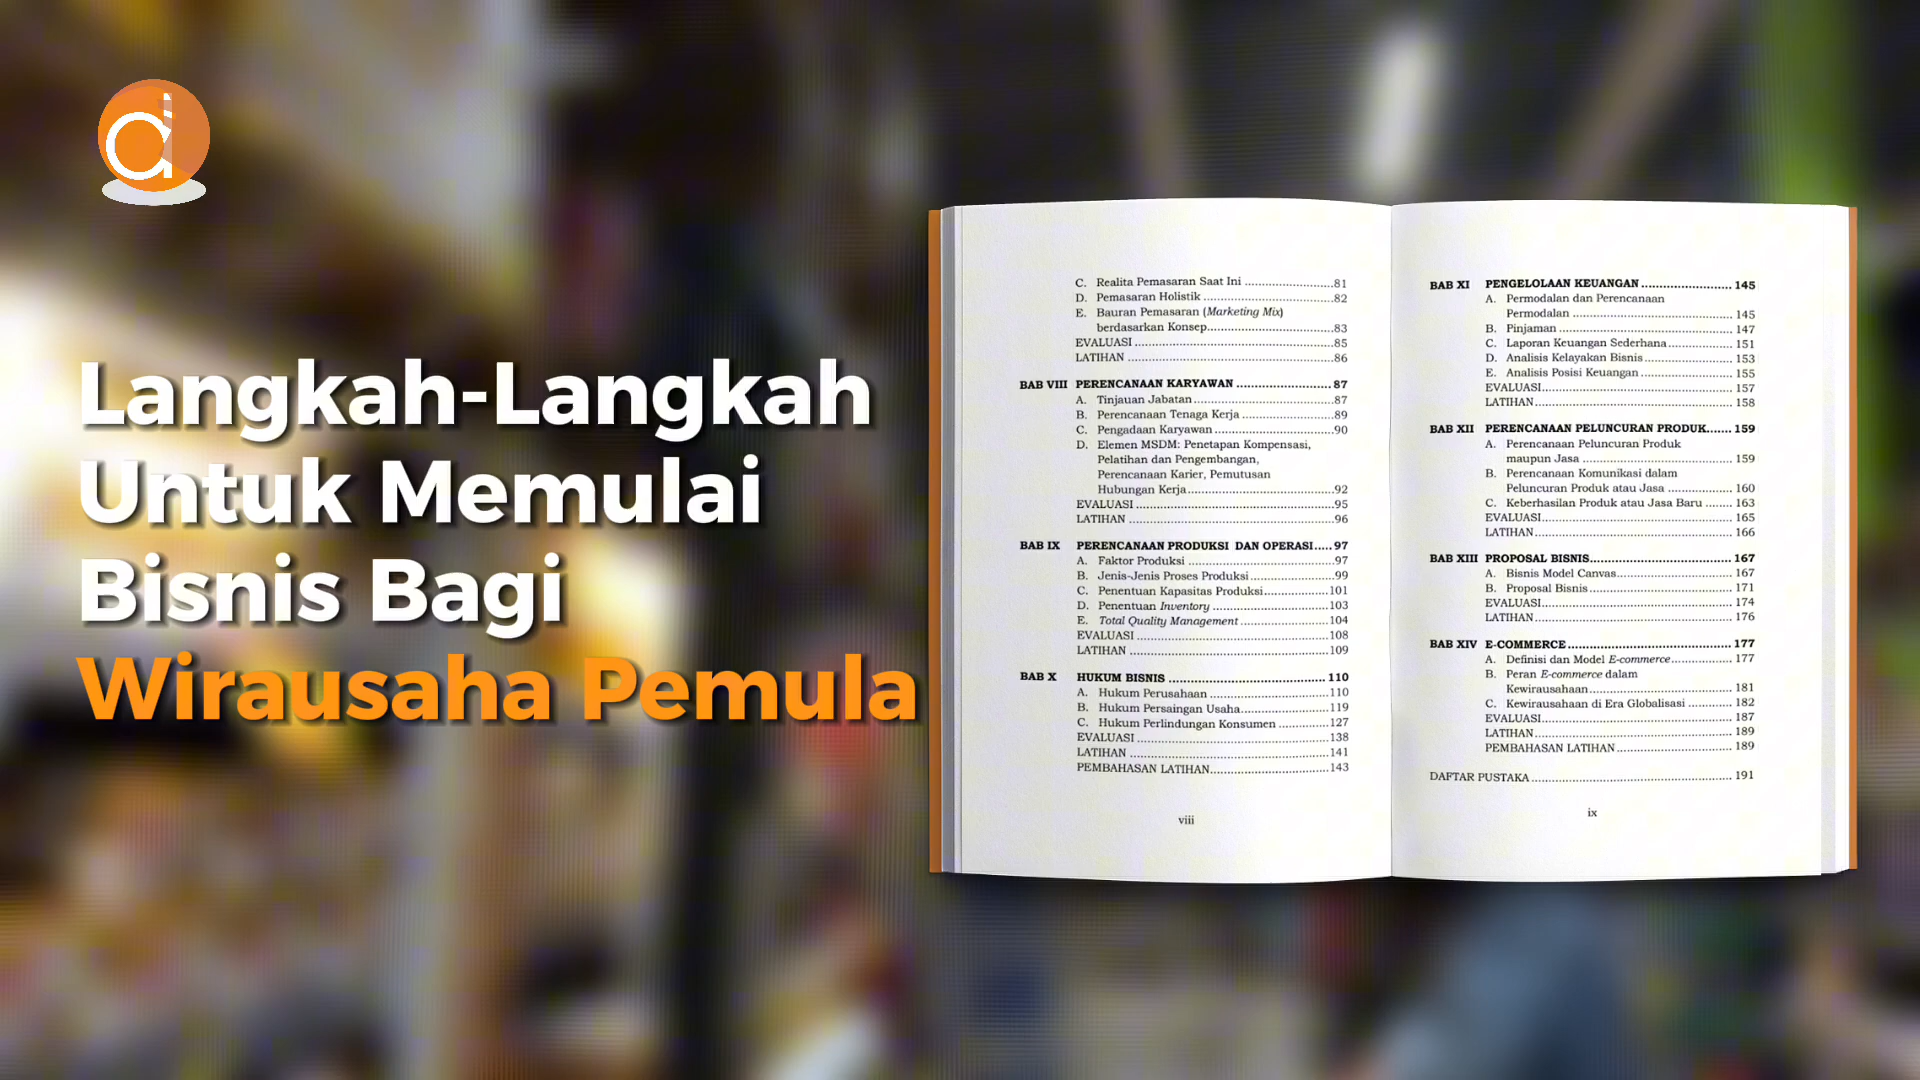 Langkah-Langkah
Untuk Memulai
Bisnis Bagi
Wirausaha Pemula
C. Realita Pemasaran Saat Ini ............................81
D. Pemasaran Holistik ..........................................82
E. Bauran Pemasaran (Marketing Mix)
berdasarkan Konsep........................................83
EVALUASI ...............................................................85
LATIHAN .................................................................86
BAB VIII PERENCANAAN KARYAWAN ........................... 87
A. Tinjauan Jabatan.............................................87
B. Perencanaan Tenaga Kerja ..............................89
C. Pengadaan Karyawan .......................................90
D. Elemen MSDM: Penetapan Kompensasi,
Pelatihan dan Pengembangan,
Perencanaan Karier, Pemutusan
Hubungan Kerja...............................................92
EVALUASI ...............................................................95
LATIHAN .................................................................96
BAB IX PERENCANAAN PRODUKSI DAN OPERASI..... 97
A. Faktor Produksi ...............................................97
B. Jenis-Jenis Proses Produksi............................99
C. Penentuan Kapasitas Produksi.....................101
D. Penentuan Inventory .....................................103
E. Total Quality Management ............................104
EVALUASI .............................................................108
LATIHAN ...............................................................109
BAB X HUKUM BISNIS .............................................. 110
A. Hukum Perusahaan ......................................110
B. Hukum Persaingan Usaha............................119
C. Hukum Perlindungan Konsumen ................127
EVALUASI .............................................................138
LATIHAN ...............................................................141
PEMBAHASAN LATIHAN......................................143
viii
BAB XI PENGELOLAAN KEUANGAN .......................... 145
A. Permodalan dan Perencanaan
Permodalan .................................................... 145
B. Pinjaman ........................................................ 147
C. Laporan Keuangan Sederhana..................... 151
D. Analisis Kelayakan Bisnis............................. 153
E. Analisis Posisi Keuangan .............................. 155
EVALUASI............................................................. 157
LATIHAN............................................................... 158
BAB XII PERENCANAAN PELUNCURAN PRODUK....... 159
A. Perencanaan Peluncuran Produk
maupun Jasa ................................................. 159
B. Perencanaan Komunikasi dalam
Peluncuran Produk atau Jasa ..................... 160
C. Keberhasilan Produk atau Jasa Baru ......... 163
EVALUASI............................................................. 165
LATIHAN............................................................... 166
BAB XIII PROPOSAL BISNIS.......................................... 167
A. Bisnis Model Canvas..................................... 167
B. Proposal Bisnis .............................................. 171
EVALUASI............................................................. 174
LATIHAN............................................................... 176
BAB XIV E-COMMERCE ................................................ 177
A. Definisi dan Model E-commerce.................... 177
B. Peran E-commerce dalam
Kewirausahaan............................................... 181
C. Kewirausahaan di Era Globalisasi .............. 182
EVALUASI............................................................. 187
LATIHAN............................................................... 189
PEMBAHASAN LATIHAN..................................... 189
DAFTAR PUSTAKA ................................................................ 191
ix